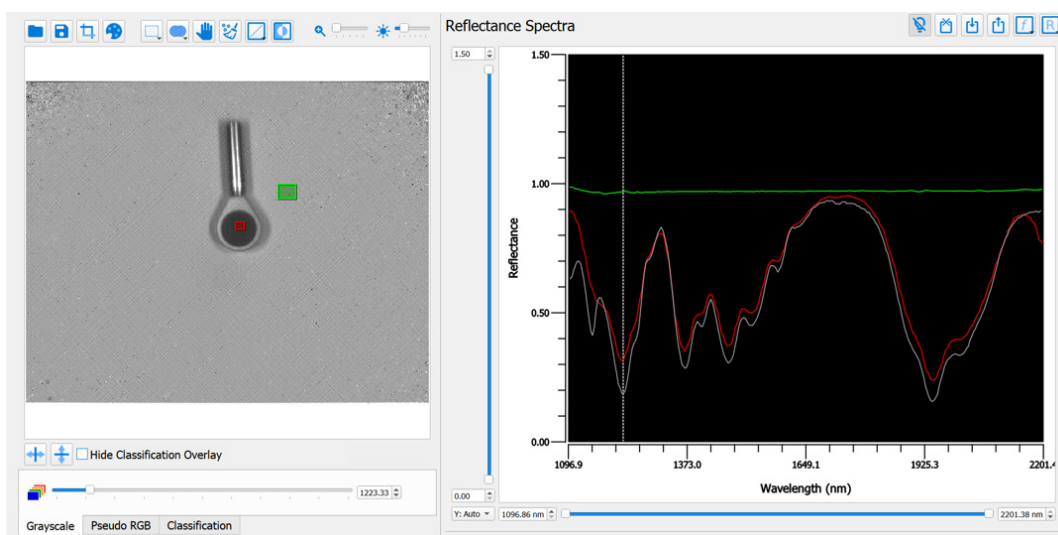 Reflectance Spectra
f
R
1.50
1.50
1.00
0.50
0.00
Reflectance
1096.9
1373.0
1649.1
1925.3
2201.4
Wavelength (nm)
0.00
Y: Auto
1096.86 nm
2201.38 nm
Hide Classification Overlay
1223.33
Grayscale
Pseudo RGB
Classification